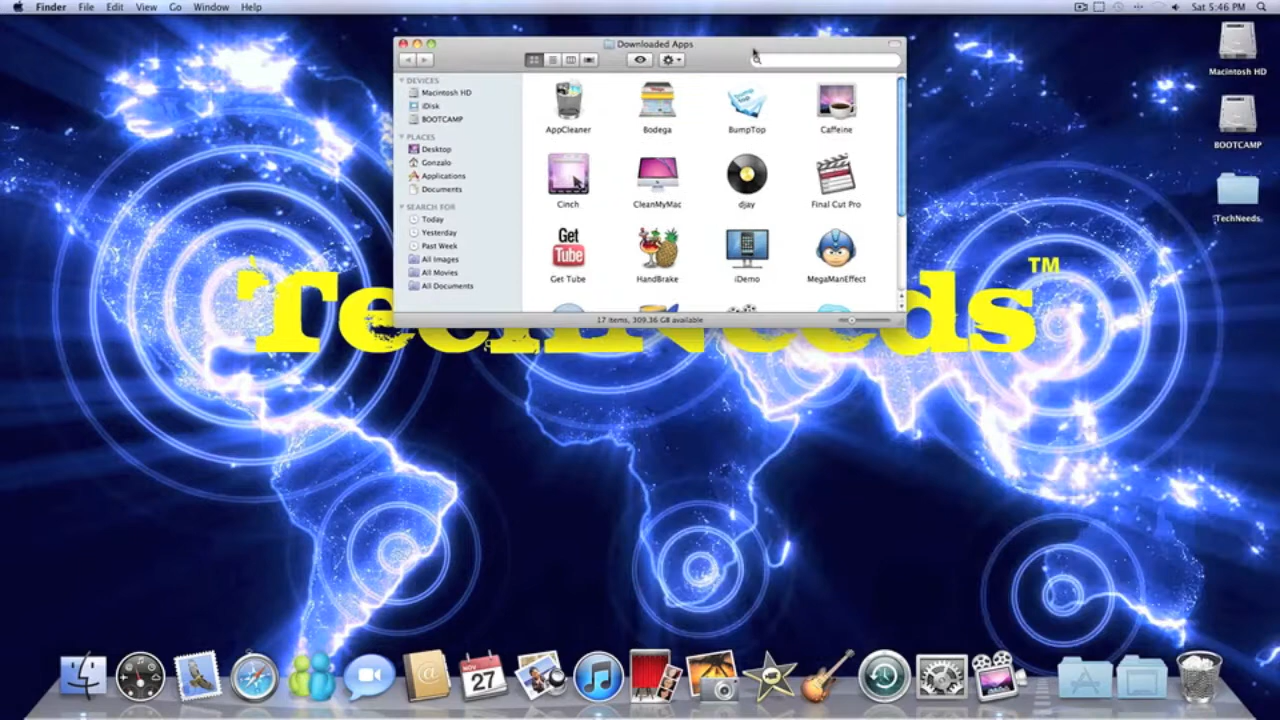 Finder File Edit View Go Window Help
Sat 5:46 PM
Downloaded Apps
DEVICES
Macintosh HD
iDisk
BOOTCAMP
PLACES
Desktop
Gonzalo
Applications
Documents
SEARCH FOR
Today
Yesterday
Past Week
All Images
All Movies
All Documents
AppCleaner Bodega BumpTop Caffeine
Cinch CleanMyMac djay Final Cut Pro
Get Tube
Get Tube HandBrake iDemo MegaManEffect
17 items, 309.36 GB available
Macintosh HD
BOOTCAMP
TechNeeds
TechNeeds™
NOV
27